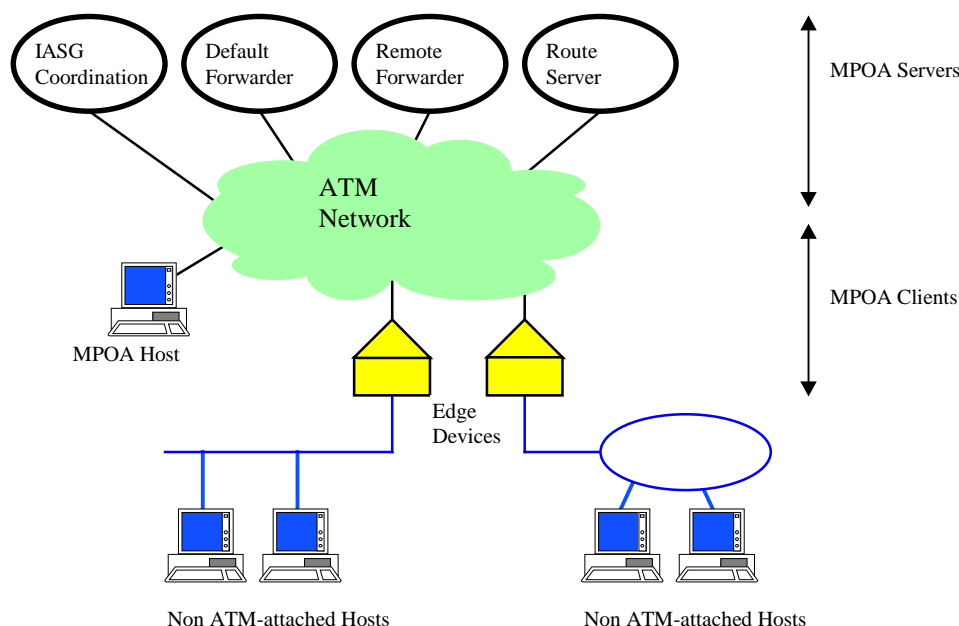 IASG
Coordination
Default
Forwarder
Remote
Forwarder
Route
Server
MPOA Servers
ATM
Network
MPOA Clients
MPOA Host
Edge
Devices
Non ATM-attached Hosts
Non ATM-attached Hosts